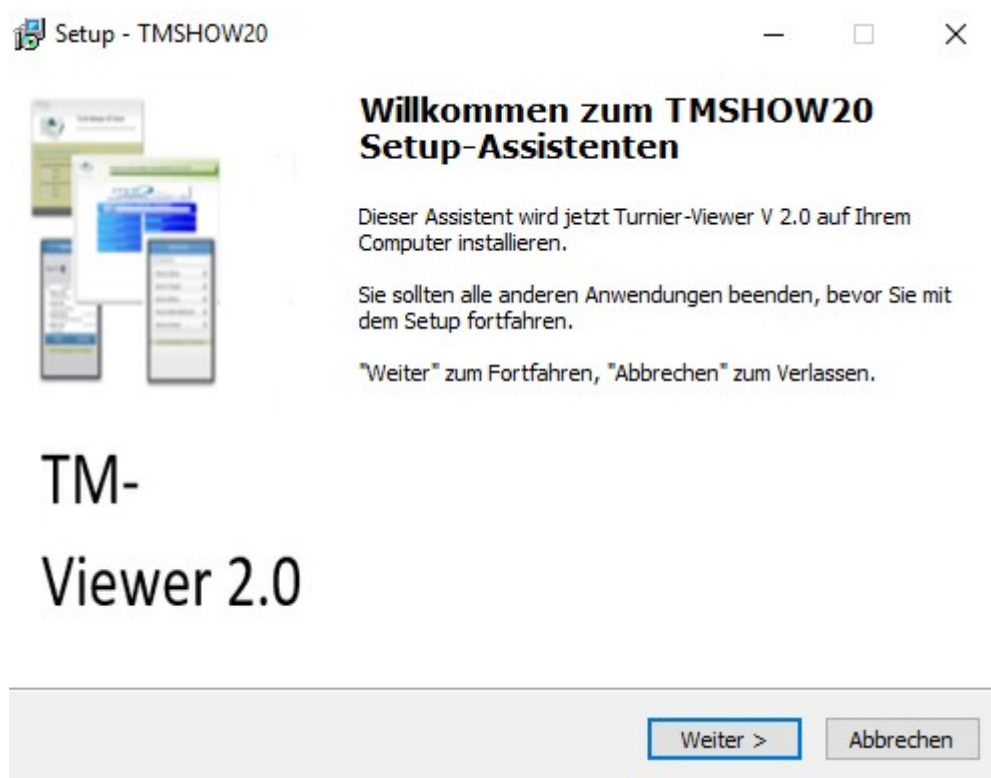 Setup - TMSHOW20
Willkommen zum TMSHOW20
Setup-Assistenten
Dieser Assistent wird jetzt Turnier-Viewer V 2.0 auf Ihrem
Computer installieren.
Sie sollten alle anderen Anwendungen beenden, bevor Sie mit
dem Setup fortfahren.
"Weiter" zum Fortfahren, "Abbrechen" zum Verlassen.
TM-
Viewer 2.0
Weiter >
Abbrechen